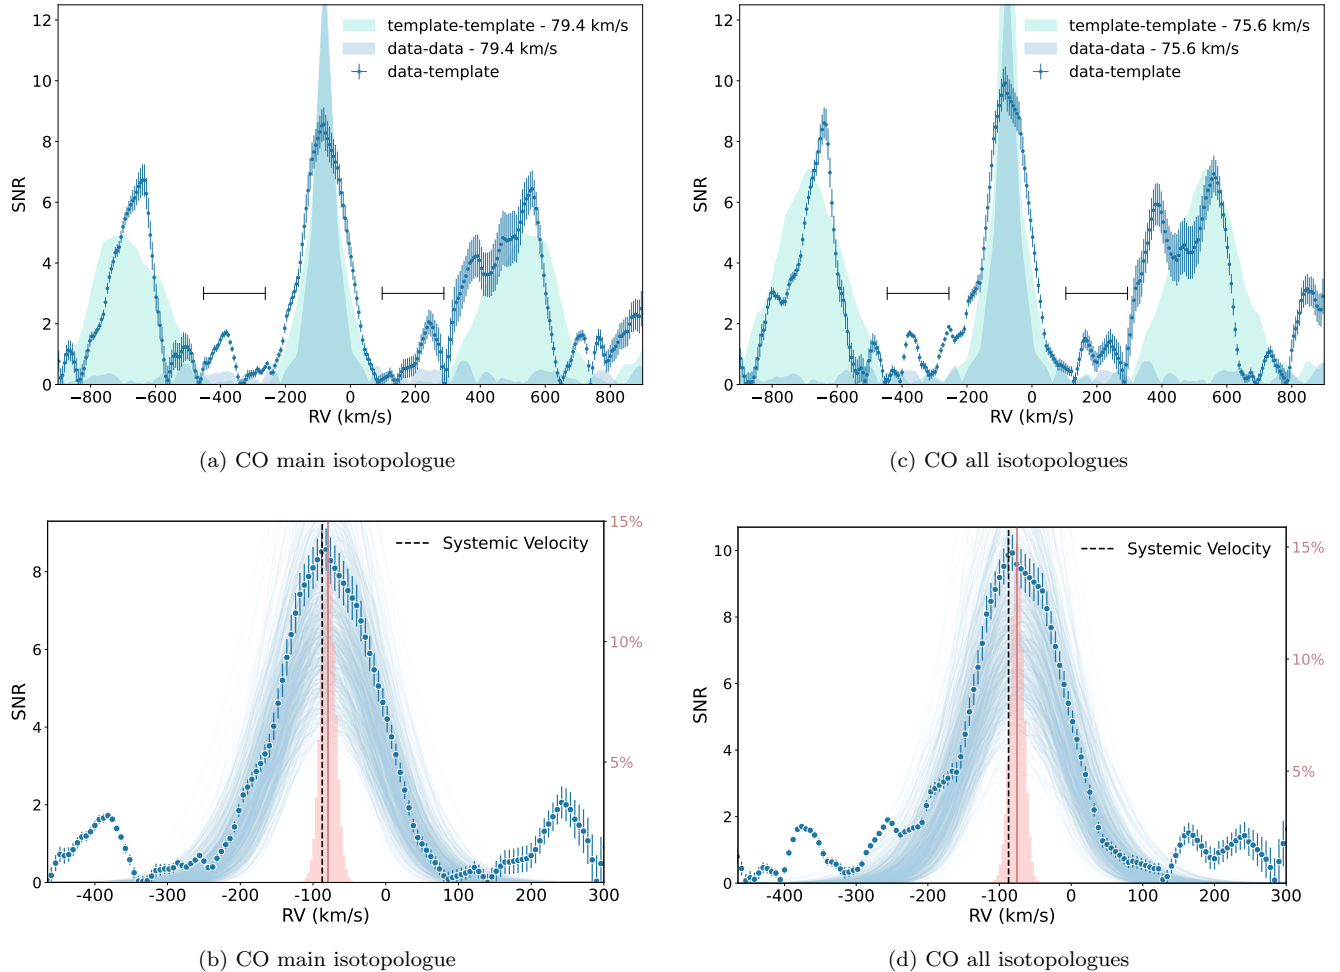 template-template - 79.4 km/s
data-data - 79.4 km/s
data-template
SNR
12
10
8
6
4
2
0
−800 −600 −400 −200 0 200 400 600 800
RV (km/s)
(a) CO main isotopologue
template-template - 75.6 km/s
data-data - 75.6 km/s
data-template
SNR
12
10
8
6
4
2
0
−800 −600 −400 −200 0 200 400 600 800
RV (km/s)
(c) CO all isotopologues
Systemic Velocity
SNR
8
6
4
2
0
15%
10%
5%
-400 -300 -200 -100 0 100 200 300
RV (km/s)
(b) CO main isotopologue
Systemic Velocity
SNR
10
8
6
4
2
0
15%
10%
5%
-400 -300 -200 -100 0 100 200 300
RV (km/s)
(d) CO all isotopologues